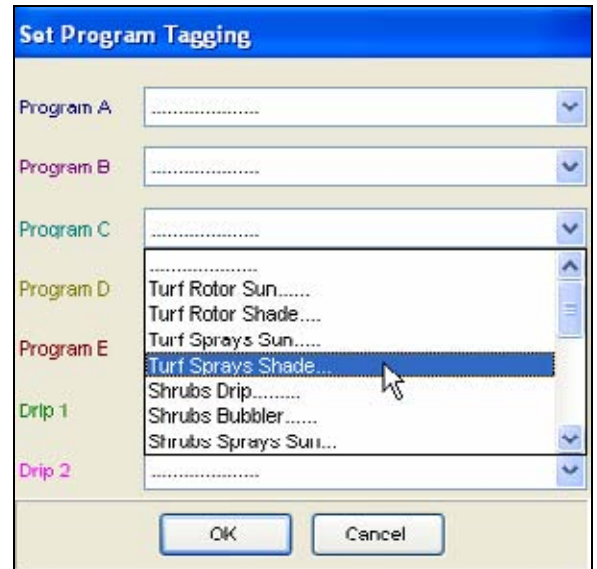 Set Program Tagging
Program A ....................
Program B ....................
Program C ....................
....................
Program D
Turf Rotor Sun......
Turf Rotor Shade....
Program E
Turf Sprays Sun.....
Turf Sprays Shade...
Shrubs Drip.........
Drip 1
Shrubs Bubbler......
Shrubs Sprays Sun...
Drip 2 ....................
OK Cancel